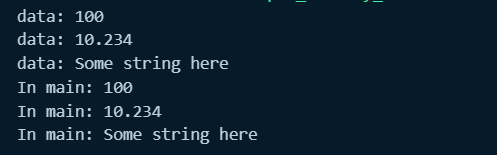 data: 100
data: 10.234
data: Some string here
In main: 100
In main: 10.234
In main: Some string here